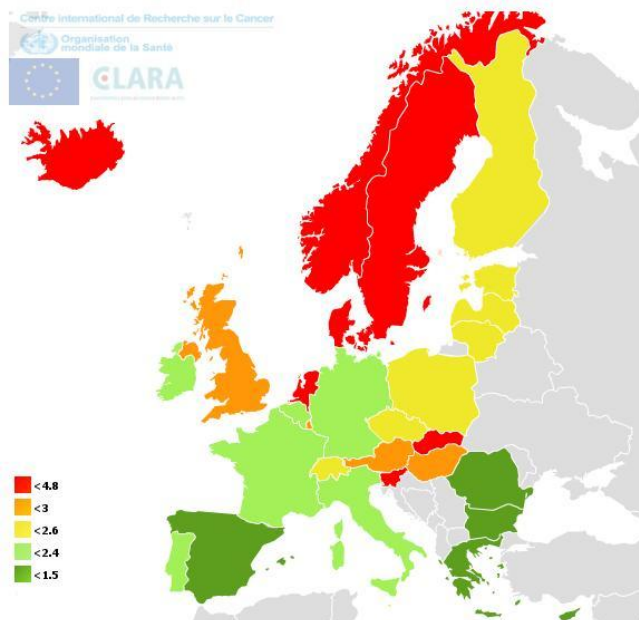 Centre international de Recherche sur le Cancer
Organisation
mondiale de la Santé
CLARA
<4.8
<3
<2.6
<2.4
<1.5